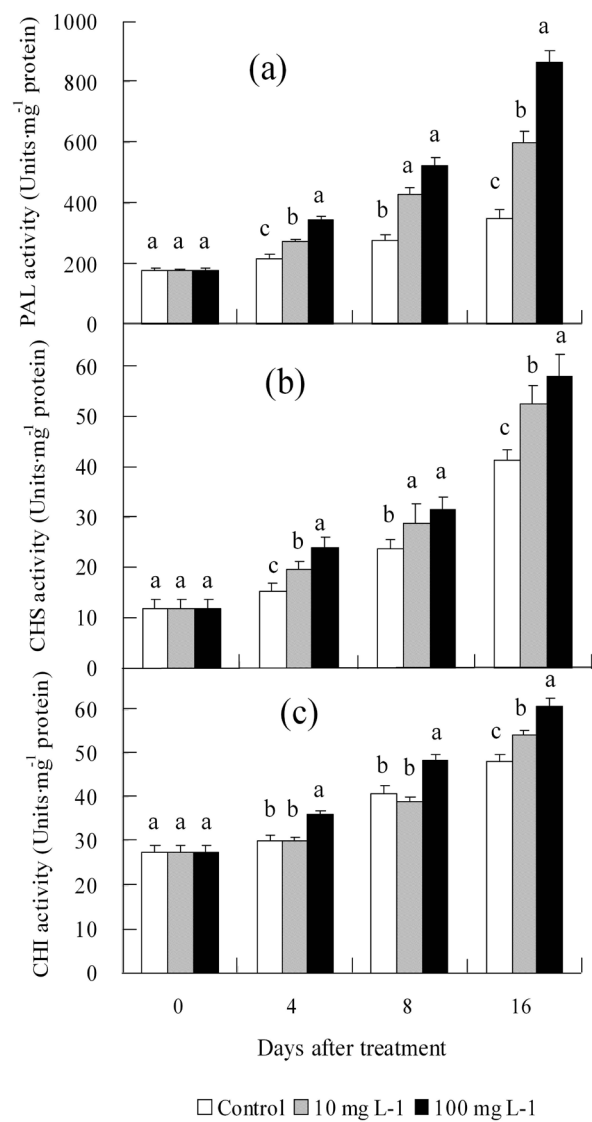 1000
800
600
400
200
0
PAL activity (Units·mg-1 protein)
(a)
a a a
c b a
b a a
c b a
60
50
40
30
20
10
0
CHS activity (Units·mg-1 protein)
(b)
a a a
c b a
b a a
c b a
60
50
40
30
20
10
0
CHI activity (Units·mg-1 protein)
(c)
a a a
b b a
b b a
c b a
0 4 8 16
Days after treatment
Control 10 mg L-1 100 mg L-1